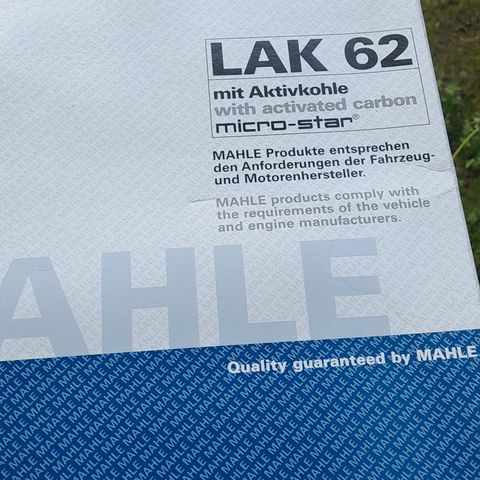 LAK 62
mit Aktivkohle
with activated carbon
micro-star®
MAHLE Produkte entsprechen
den Anforderungen der Fahrzeug-
und Motorenhersteller.
MAHLE products comply with
the requirements of the vehicle
and engine manufacturers.
AHLE
Quality guaranteed by MAHLE